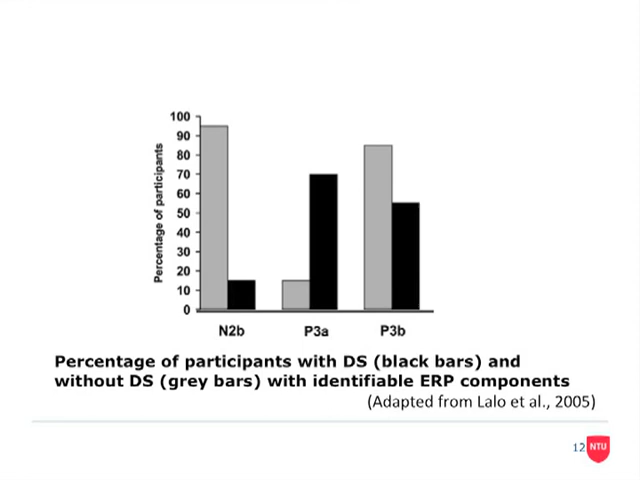 100
90
80
70
60
50
40
30
20
10
0
Percentage of participants
N2b
P3a
P3b
Percentage of participants with DS (black bars) and
without DS (grey bars) with identifiable ERP components
(Adapted from Lalo et al., 2005)
12
NTU